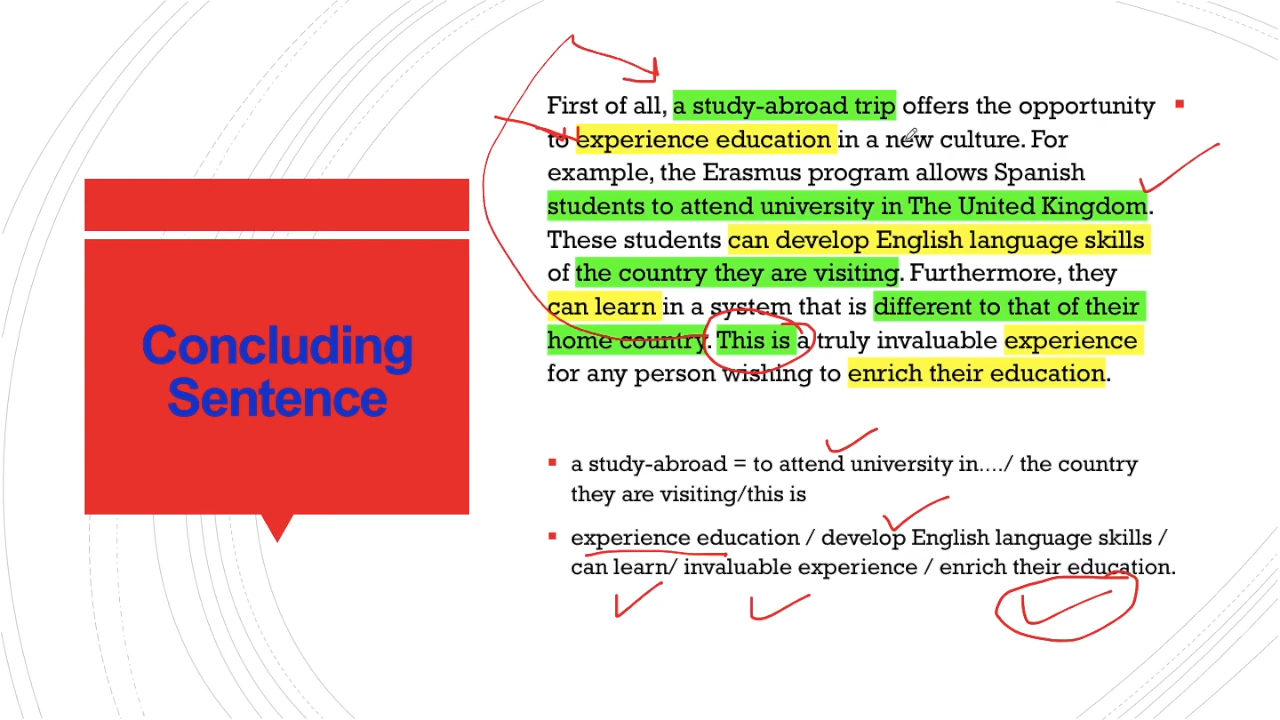 Concluding
Sentence
First of all, a study-abroad trip offers the opportunity
to experience education in a new culture. For
example, the Erasmus program allows Spanish
students to attend university in The United Kingdom.
These students can develop English language skills
of the country they are visiting. Furthermore, they
can learn in a system that is different to that of their
home country. This is a truly invaluable experience
for any person wishing to enrich their education.
a study-abroad = to attend university in..../ the country
they are visiting/this is
experience education / develop English language skills /
can learn/ invaluable experience / enrich their education.